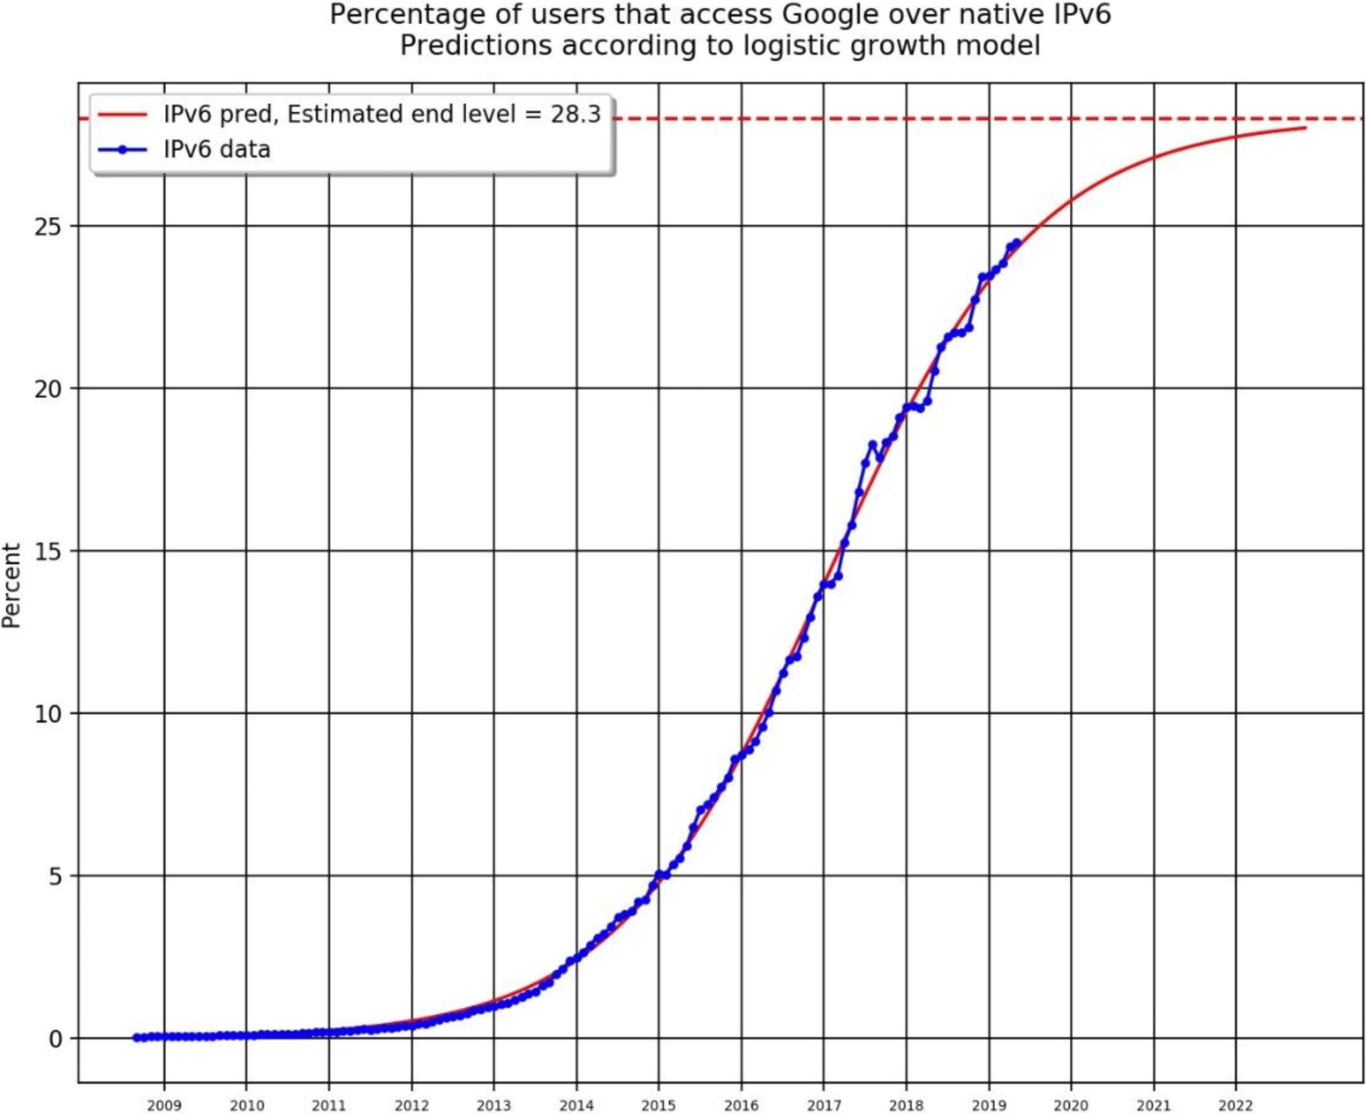 Percentage of users that access Google over native IPv6
Predictions according to logistic growth model
IPv6 pred, Estimated end level = 28.3
IPv6 data
25
20
15
10
5
0
Percent
2009 2010 2011 2012 2013 2014 2015 2016 2017 2018 2019 2020 2021 2022